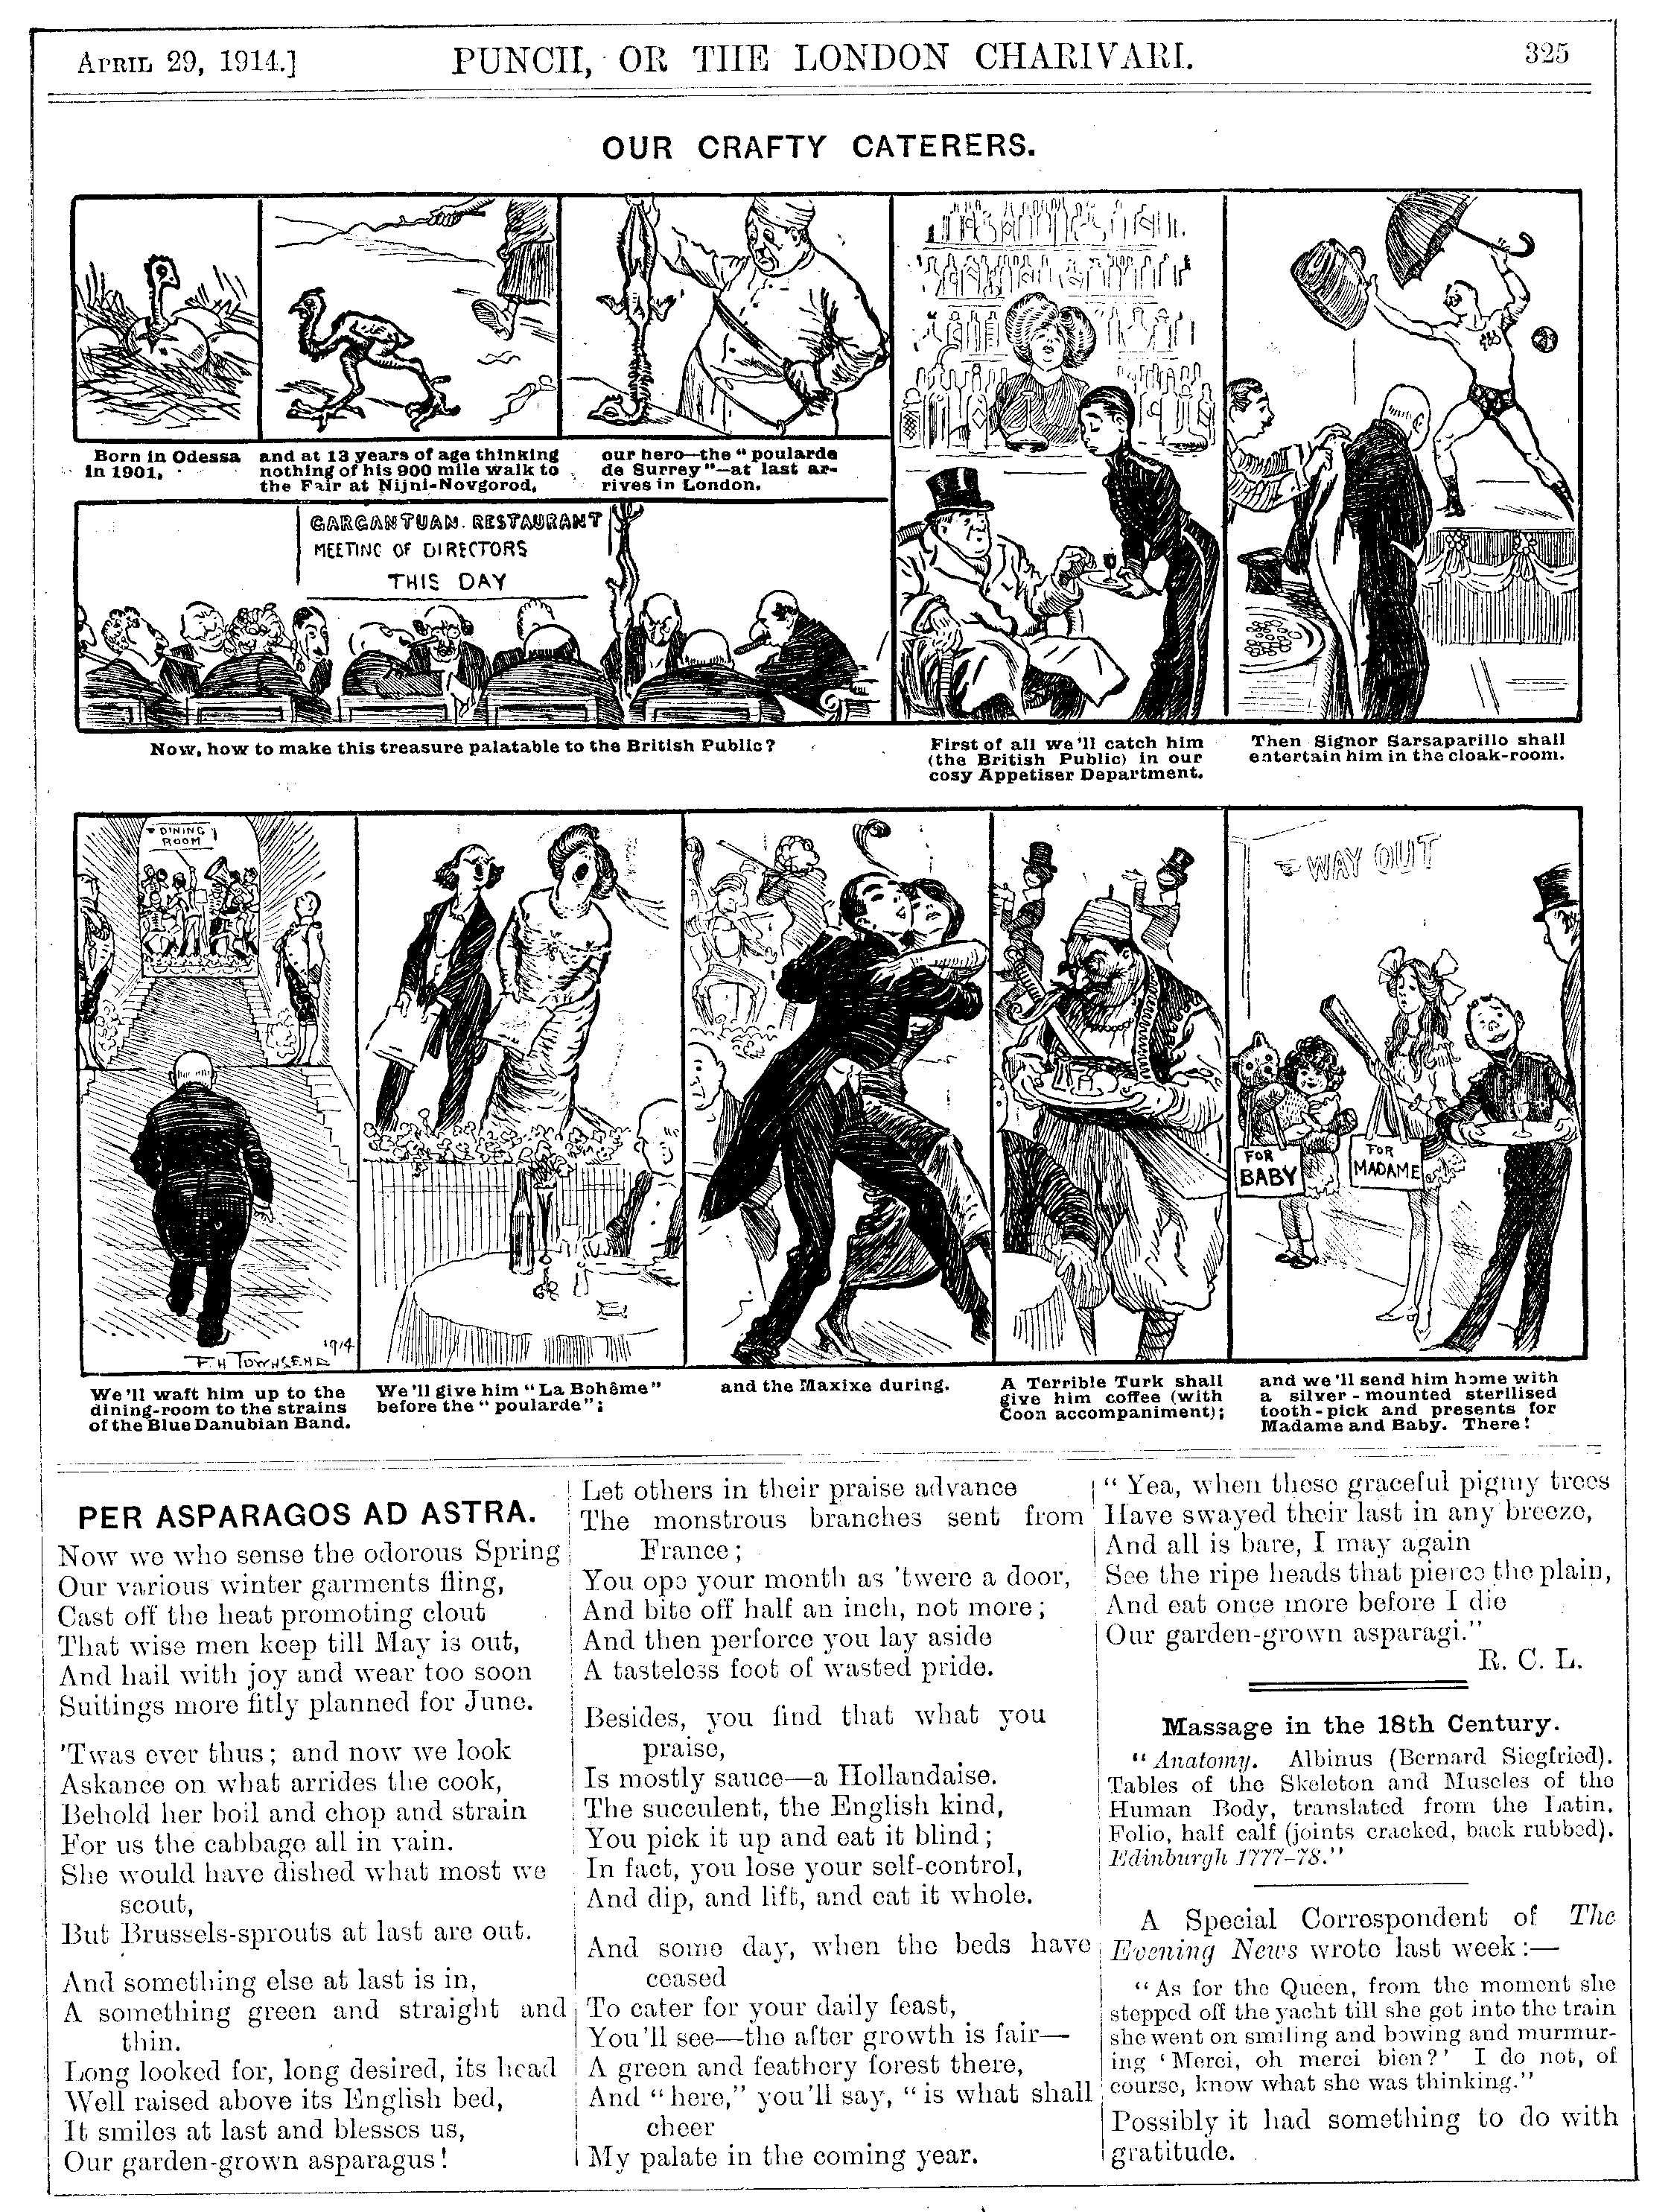 APRIL 29, 1914.]
PUNCH, OR THE LONDON CHARIVARI.
325
OUR CRAFTY CATERERS.
Born in Odessa
in 1901,
and at 13 years of age thinking
nothing of his 900 mile walk to
the Fair at Nijni-Novgorod,
our hero—the "poularde
de Surrey"—at last ar-
rives in London.
GARGANTUAN RESTAURANT
MEETING OF DIRECTORS
THIS DAY
Now, how to make this treasure palatable to the British Public?
First of all we'll catch him
(the British Public) in our
cosy Appetiser Department.
Then Signor Sarsaparillo shall
entertain him in the cloak-room.
DINING
ROOM
1914
F.H. TOWNSEND
WAY OUT
FOR
BABY
FOR
MADAME
We'll waft him up to the
dining-room to the strains
of the Blue Danubian Band.
We'll give him "La Bohême"
before the "poularde";
and the Maxixe during.
A Terrible Turk shall
give him coffee (with
Coon accompaniment);
and we'll send him home with
a silver-mounted sterilised
tooth-pick and presents for
Madame and Baby. There!
PER ASPARAGOS AD ASTRA.
Now we who sense the odorous Spring
Our various winter garments fling,
Cast off the heat promoting clout
That wise men keep till May is out,
And hail with joy and wear too soon
Suitings more fitly planned for June.
'Twas ever thus; and now we look
Askance on what arrides the cook,
Behold her boil and chop and strain
For us the cabbage all in vain.
She would have dished what most we
scout,
But Brussels-sprouts at last are out.
And something else at last is in,
A something green and straight and
thin.
Long looked for, long desired, its head
Well raised above its English bed,
It smiles at last and blesses us,
Our garden-grown asparagus!
Let others in their praise advance
The monstrous branches sent from
France;
You ope your month as 'twere a door,
And bite off half an inch, not more;
And then perforce you lay aside
A tasteless foot of wasted pride.
Besides, you find that what you
praise,
Is mostly sauce—a Hollandaise.
The succulent, the English kind,
You pick it up and eat it blind;
In fact, you lose your self-control,
And dip, and lift, and eat it whole.
And some day, when the beds have
ceased
To cater for your daily feast,
You'll see—the after growth is fair—
A green and feathery forest there,
And "here," you'll say, "is what shall
cheer
My palate in the coming year.
"Yea, when these graceful pigmy trees
Have swayed their last in any breeze,
And all is bare, I may again
See the ripe heads that pierce the plain,
And eat once more before I die
Our garden-grown asparagi."
R. C. L.
Massage in the 18th Century.
"Anatomy. Albinus (Bernard Siegfried).
Tables of the Skeleton and Muscles of the
Human Body, translated from the Latin.
Folio, half calf (joints cracked, back rubbed).
Edinburgh 1777-78."
A Special Correspondent of The
Evening News wrote last week:—
"As for the Queen, from the moment she
stepped off the yacht till she got into the train
she went on smiling and bowing and murmur-
ing 'Merci, oh merci bien?' I do not, of
course, know what she was thinking."
Possibly it had something to do with
gratitude.